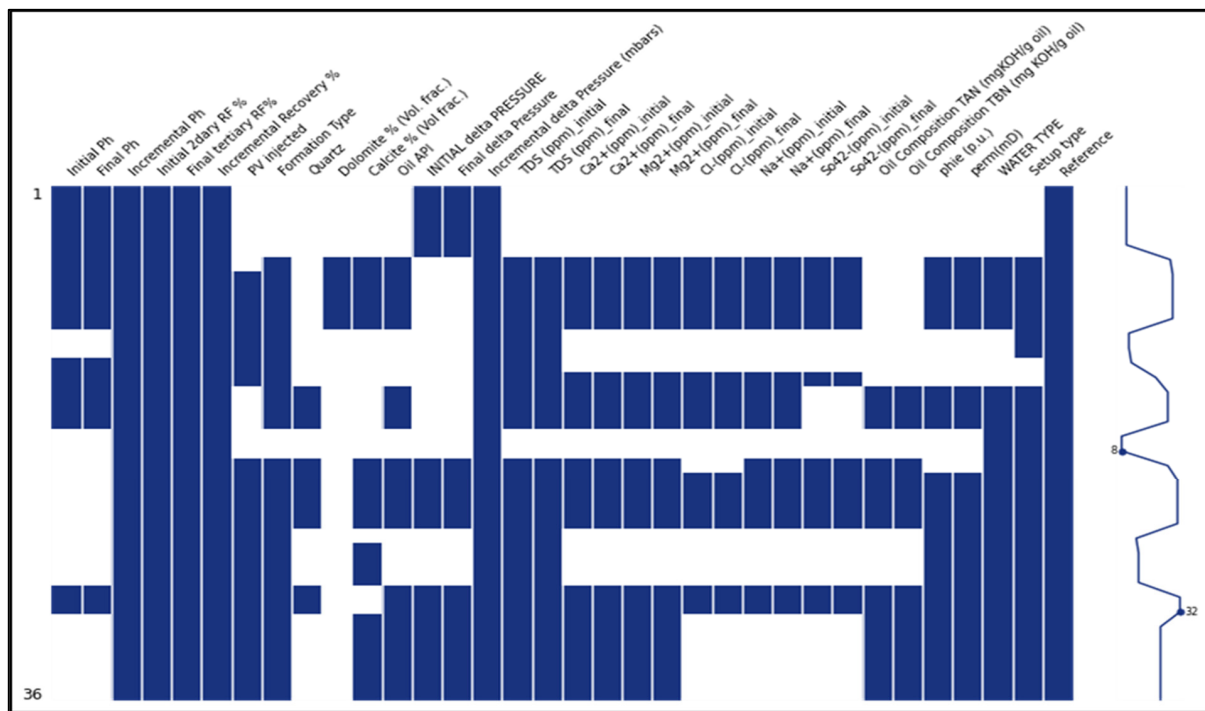 Initial Ph
Final Ph
Incremental Ph
Initial 2dary RF %
Final tertiary RF%
Incremental Recovery %
PV injected
Formation Type
Quartz
Dolomite % (Vol. frac.)
Calcite % (Vol frac.)
Oil API
INITIAL delta PRESSURE
Final delta Pressure
Incremental delta Pressure (mbars)
TDS (ppm)_initial
TDS (ppm)_final
Ca2+(ppm)_initial
Ca2+(ppm)_final
Mg2+(ppm)_initial
Mg2+(ppm)_final
Cl-(ppm)_initial
Cl-(ppm)_final
Na+(ppm)_initial
Na+(ppm)_final
So42-(ppm)_initial
So42-(ppm)_final
Oil Composition TAN (mgKOH/g oil)
Oil Composition TBN (mg KOH/g oil)
phie (p.u.)
perm(mD)
WATER TYPE
Setup type
Reference
1
8
32
36